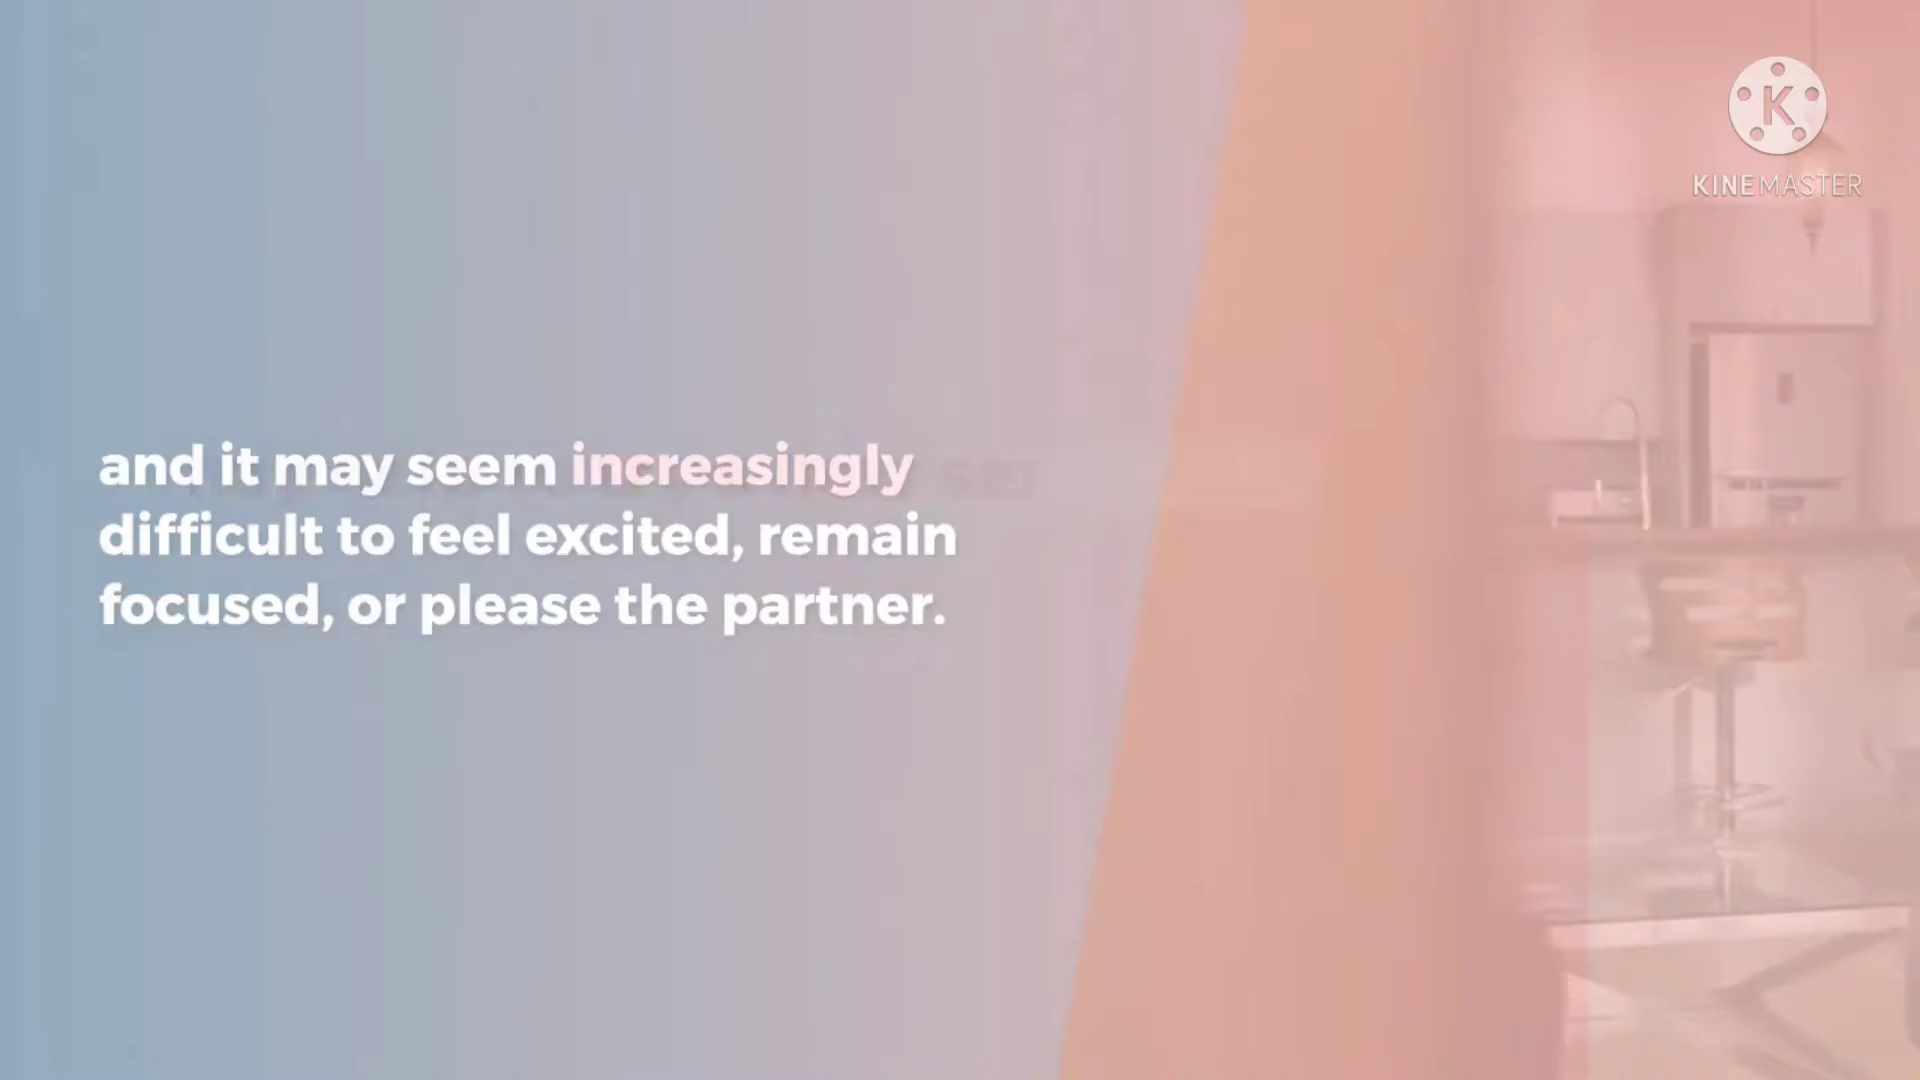 K
KINEMASTER
and it may seem increasingly
difficult to feel excited, remain
focused, or please the partner.